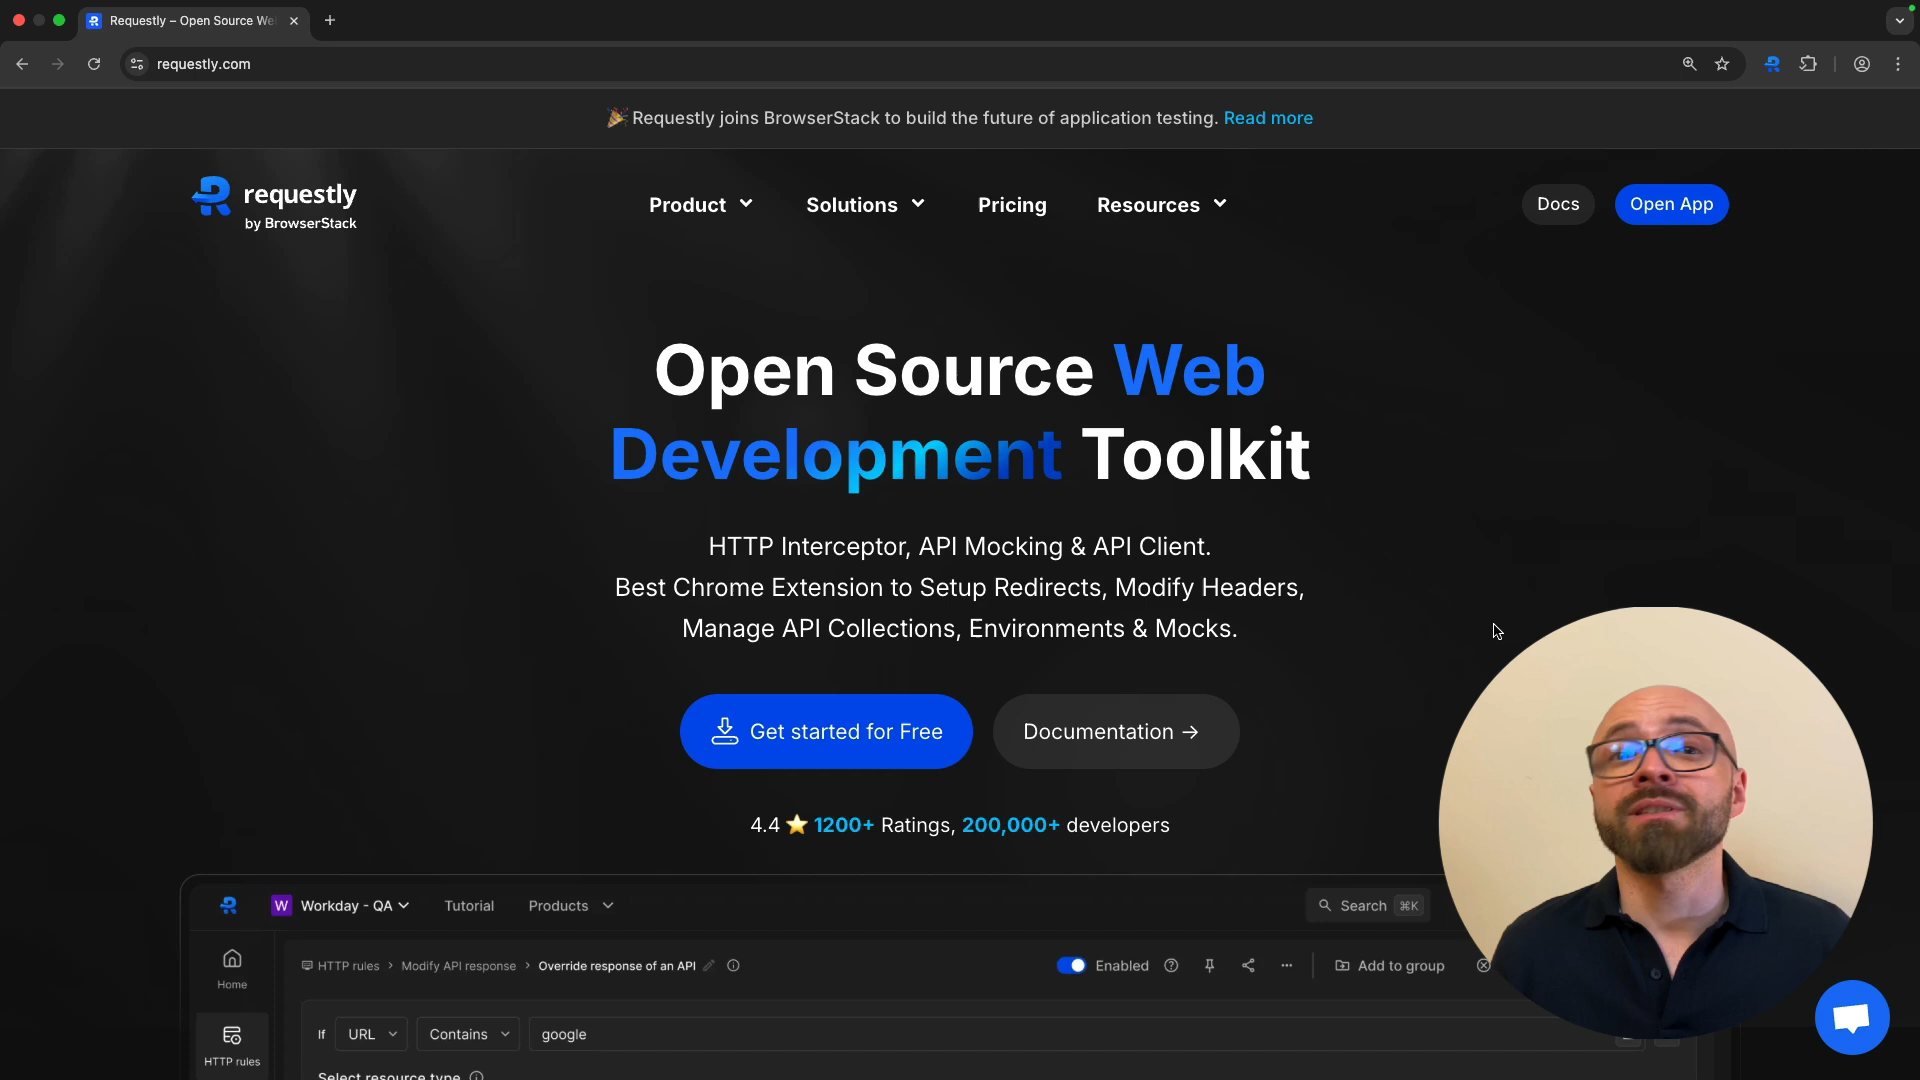 Requestly – Open Source We
requestly.com
🎉 Requestly joins BrowserStack to build the future of application testing. Read more
requestly
by BrowserStack
Product
Solutions
Pricing
Resources
Docs
Open App
Open Source Web
Development Toolkit
HTTP Interceptor, API Mocking & API Client.
Best Chrome Extension to Setup Redirects, Modify Headers,
Manage API Collections, Environments & Mocks.
Get started for Free
Documentation →
4.4 ⭐ 1200+ Ratings, 200,000+ developers
W Workday - QA
Tutorial
Products
Search ⌘K
Home
HTTP rules > Modify API response > Override response of an API
Enabled
Add to group
If URL Contains google
HTTP rules
Select resource type